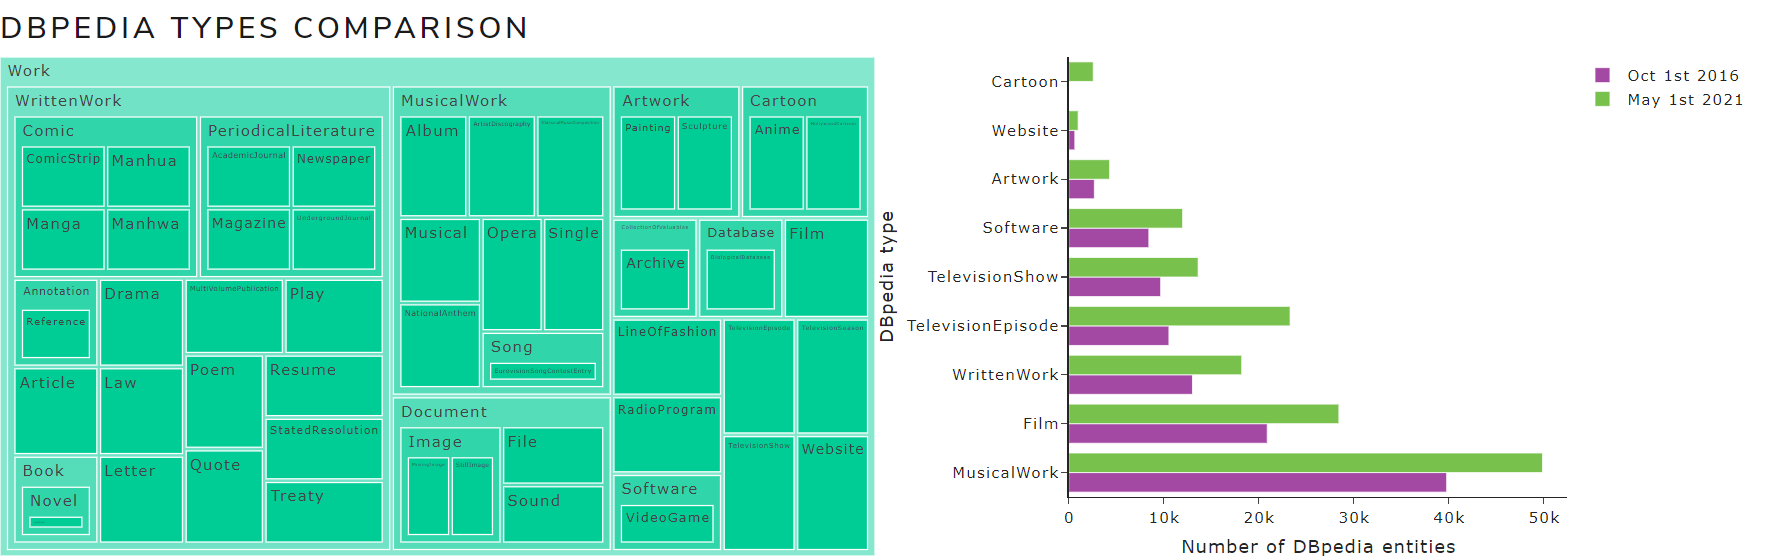 DBPEDIA TYPES COMPARISON
Work
WrittenWork
Comic
ComicStrip
Manhua
Manga
Manhwa
PeriodicalLiterature
AcademicJournal
Newspaper
Magazine
UndergroundJournal
Annotation
Reference
Drama
MultiVolumePublication
Play
Article
Law
Poem
Resume
StatedResolution
Book
Novel
Letter
Quote
Treaty
MusicalWork
Album
ArtistDiscography
ClassicalMusicComposition
Musical
Opera
Single
NationalAnthem
Song
EurovisionSongContestEntry
Document
Image
MovingImage
StillImage
File
Sound
Artwork
Painting
Sculpture
Cartoon
Anime
HollywoodCartoon
CollectionOfValuables
Archive
Database
BiologicalDatabase
Film
LineOfFashion
TelevisionEpisode
TelevisionSeason
RadioProgram
TelevisionShow
Website
Software
VideoGame
DBpedia type
Cartoon
Website
Artwork
Software
TelevisionShow
TelevisionEpisode
WrittenWork
Film
MusicalWork
0 10k 20k 30k 40k 50k
Number of DBpedia entities
Oct 1st 2016
May 1st 2021